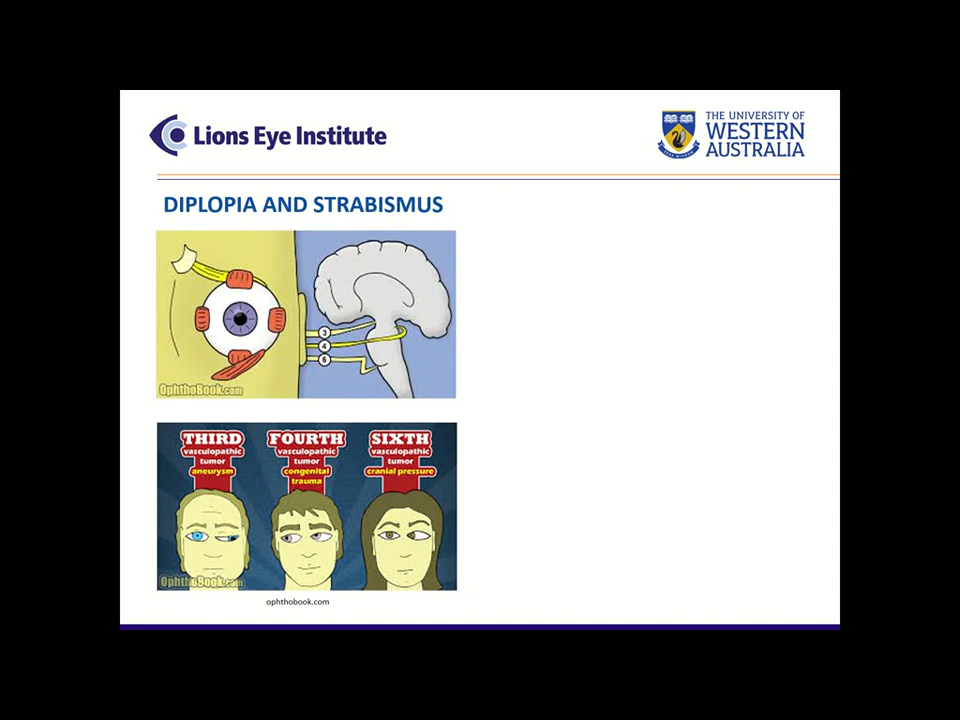 Lions Eye Institute
THE UNIVERSITY OF
WESTERN
AUSTRALIA
DIPLOPIA AND STRABISMUS
3
4
6
OphthoBook.com
THIRD
vasculopathic
tumor
aneurysm
FOURTH
vasculopathic
tumor
congenital
trauma
SIXTH
vasculopathic
tumor
cranial pressure
OphthoBook.com
ophthobook.com